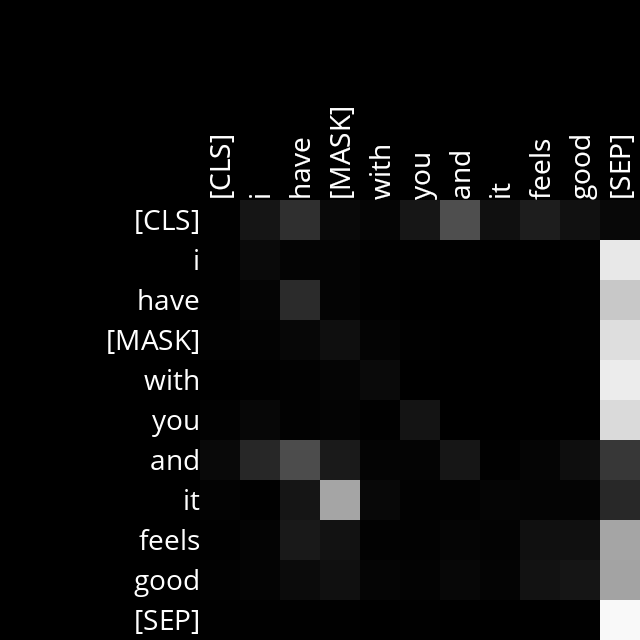 [CLS] i have [MASK] with you and it feels good [SEP]
[CLS]
i
have
[MASK]
with
you
and
it
feels
good
[SEP]